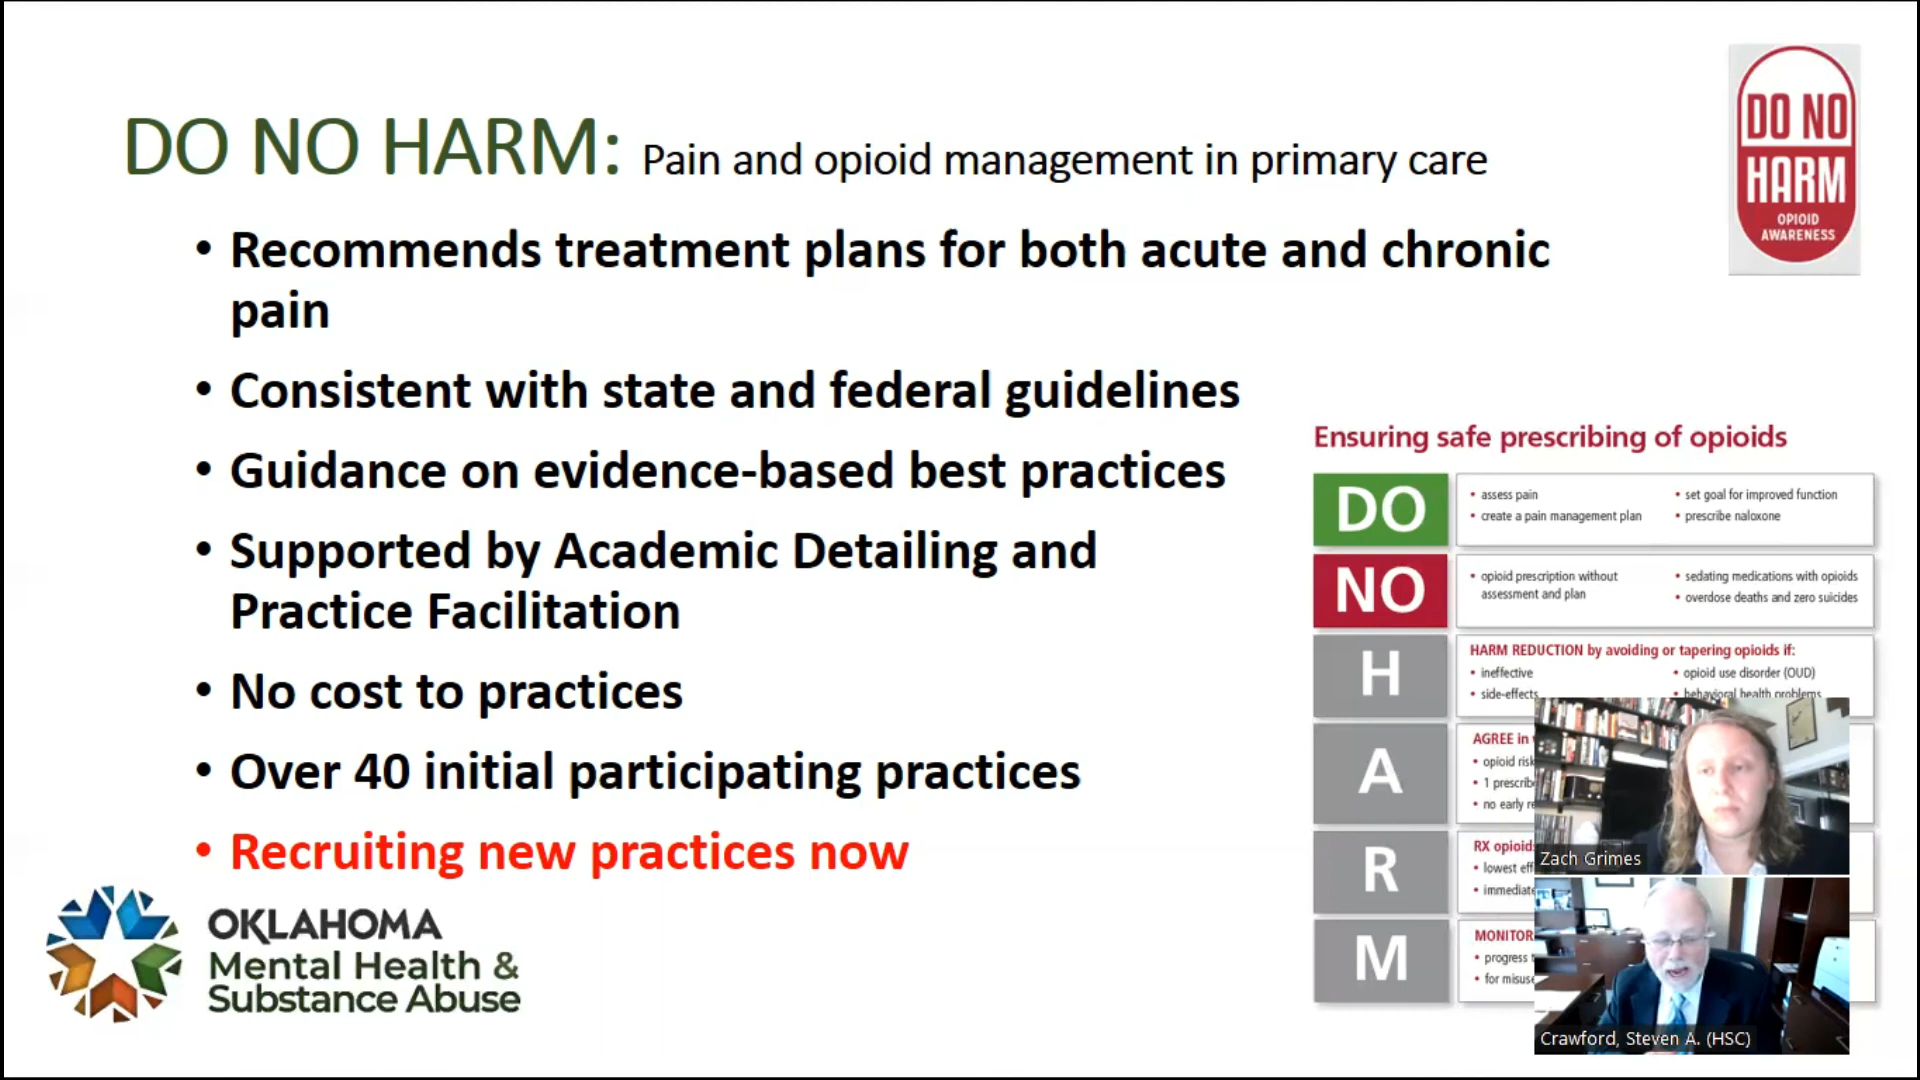 DO NO HARM: Pain and opioid management in primary care
DO NO
HARM
OPIOID
AWARENESS
• Recommends treatment plans for both acute and chronic
pain
• Consistent with state and federal guidelines
• Guidance on evidence-based best practices
• Supported by Academic Detailing and
Practice Facilitation
• No cost to practices
• Over 40 initial participating practices
• Recruiting new practices now
OKLAHOMA
Mental Health &
Substance Abuse
Ensuring safe prescribing of opioids
DO
• assess pain
• create a pain management plan
• set goal for improved function
• prescribe naloxone
NO
• opioid prescription without
assessment and plan
• sedating medications with opioids
• overdose deaths and zero suicides
H
HARM REDUCTION by avoiding or tapering opioids if:
• ineffective
• side-effects
• opioid use disorder (OUD)
• behavioral health problems
A
AGREE in
• opioid risk
• 1
• no early
R
RX opioid
• lowest
• immediate
M
MONITOR
• progress
• for misuse
Zach Grimes
Crawford, Steven A. (HSC)